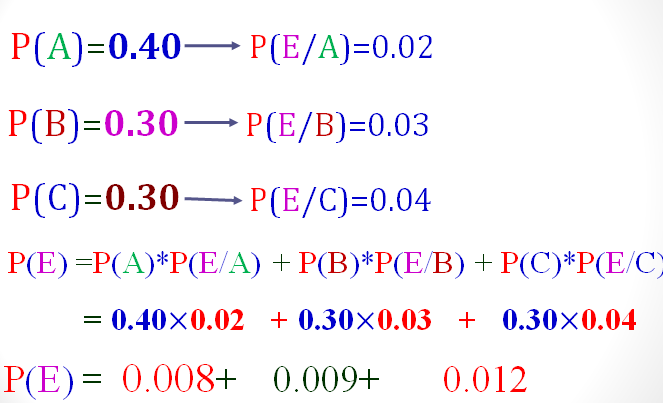 P(A)=0.40 → P(E/A)=0.02
P(B)=0.30 → P(E/B)=0.03
P(C)=0.30 → P(E/C)=0.04
P(E) =P(A)*P(E/A) + P(B)*P(E/B) + P(C)*P(E/C)
= 0.40×0.02 + 0.30×0.03 + 0.30×0.04
P(E) = 0.008+ 0.009+ 0.012